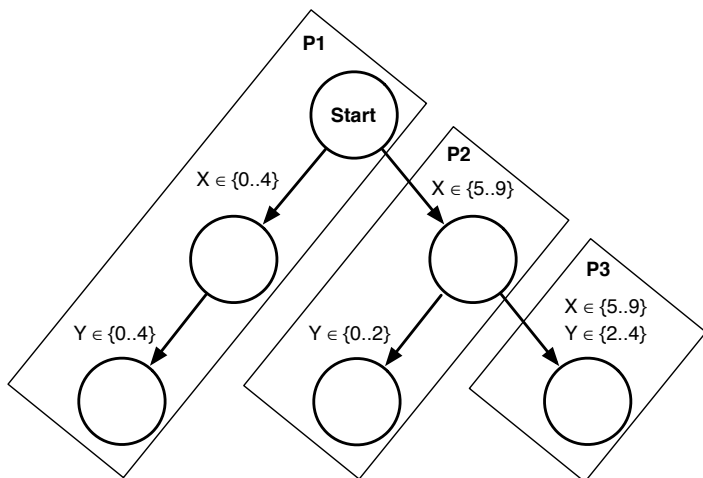 P1
Start
P2
X ∈ {0..4}
X ∈ {5..9}
P3
X ∈ {5..9}
Y ∈ {0..4}
Y ∈ {0..2}
Y ∈ {2..4}